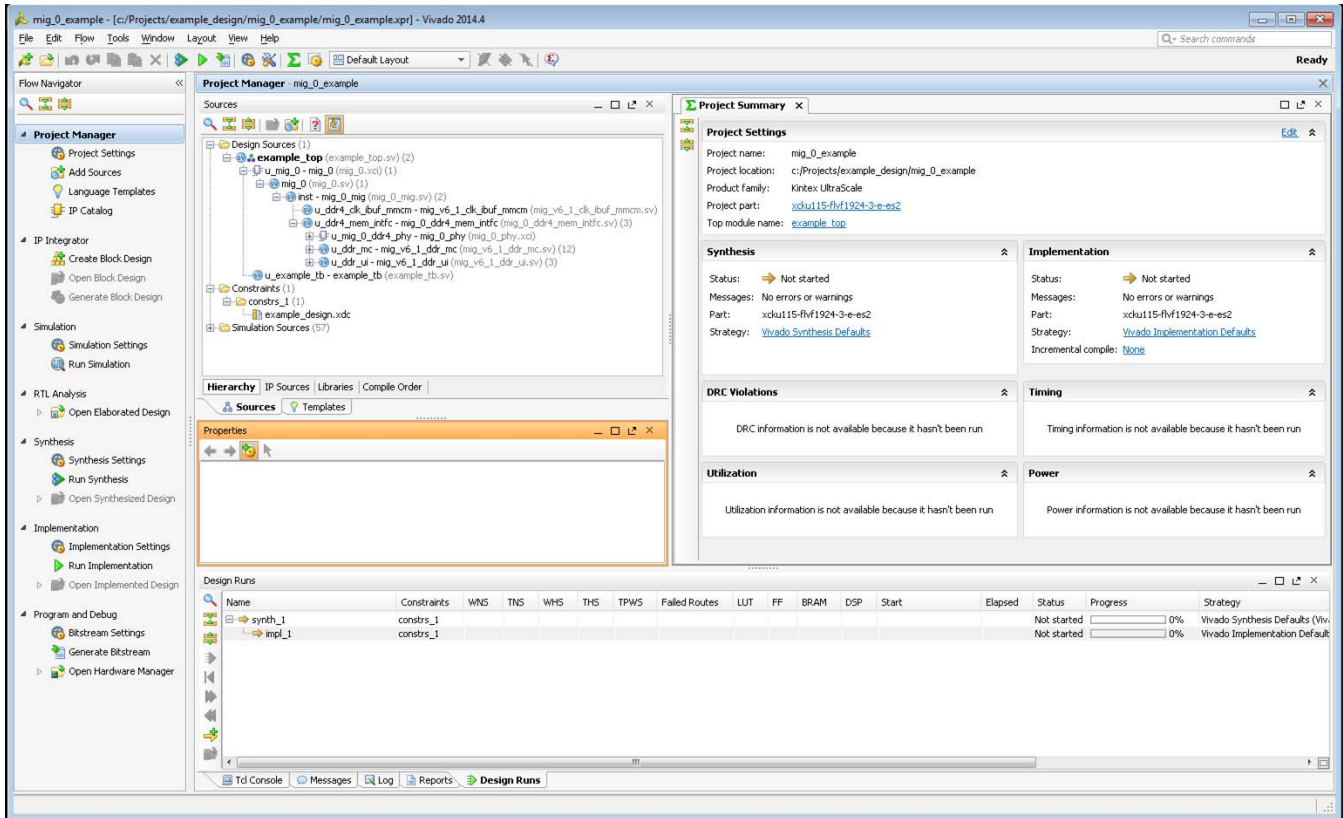 mig_0_example - [c:/Projects/example_design/mig_0_example/mig_0_example.xpr] - Vivado 2014.4
File Edit Flow Tools Window Layout View Help
Search commands
Default Layout
Ready
Flow Navigator
Project Manager
Project Settings
Add Sources
Language Templates
IP Catalog
IP Integrator
Create Block Design
Open Block Design
Generate Block Design
Simulation
Simulation Settings
Run Simulation
RTL Analysis
Open Elaborated Design
Synthesis
Synthesis Settings
Run Synthesis
Open Synthesized Design
Implementation
Implementation Settings
Run Implementation
Open Implemented Design
Program and Debug
Bitstream Settings
Generate Bitstream
Open Hardware Manager
Project Manager - mig_0_example
Sources
Design Sources (1)
example_top (example_top.sv) (2)
u_mig_0 - mig_0 (mig_0.xci) (1)
mig_0 (mig_0.sv) (1)
inst - mig_0_mig (mig_0_mig.sv) (2)
u_ddr4_clk_ibuf_mmcm - mig_v6_1_clk_ibuf_mmcm (mig_v6_1_clk_ibuf_mmcm.sv)
u_ddr4_mem_intfc - mig_0_ddr4_mem_intfc (mig_0_ddr4_mem_intfc.sv) (3)
u_mig_0_ddr4_phy - mig_0_phy (mig_0_phy.xci)
u_ddr_mc - mig_v6_1_ddr_mc (mig_v6_1_ddr_mc.sv) (12)
u_ddr_ui - mig_v6_1_ddr_ui (mig_v6_1_ddr_ui.sv) (3)
u_example_tb - example_tb (example_tb.sv)
Constraints (1)
constrs_1 (1)
example_design.xdc
Simulation Sources (57)
Hierarchy IP Sources Libraries Compile Order
Sources Templates
Properties
Project Summary
Project Settings Edit
Project name: mig_0_example
Project location: c:/Projects/example_design/mig_0_example
Product family: Kintex UltraScale
Project part: xcku115-flvf1924-3-e-es2
Top module name: example_top
Synthesis
Status: Not started
Messages: No errors or warnings
Part: xcku115-flvf1924-3-e-es2
Strategy: Vivado Synthesis Defaults
Implementation
Status: Not started
Messages: No errors or warnings
Part: xcku115-flvf1924-3-e-es2
Strategy: Vivado Implementation Defaults
Incremental compile: None
DRC Violations
DRC information is not available because it hasn't been run
Timing
Timing information is not available because it hasn't been run
Utilization
Utilization information is not available because it hasn't been run
Power
Power information is not available because it hasn't been run
Design Runs
Name Constraints WNS TNS WHS THS TPWS Failed Routes LUT FF BRAM DSP Start Elapsed Status Progress Strategy
synth_1 constrs_1 Not started 0% Vivado Synthesis Defaults (Viv
impl_1 constrs_1 Not started 0% Vivado Implementation Default
Tcl Console Messages Log Reports Design Runs